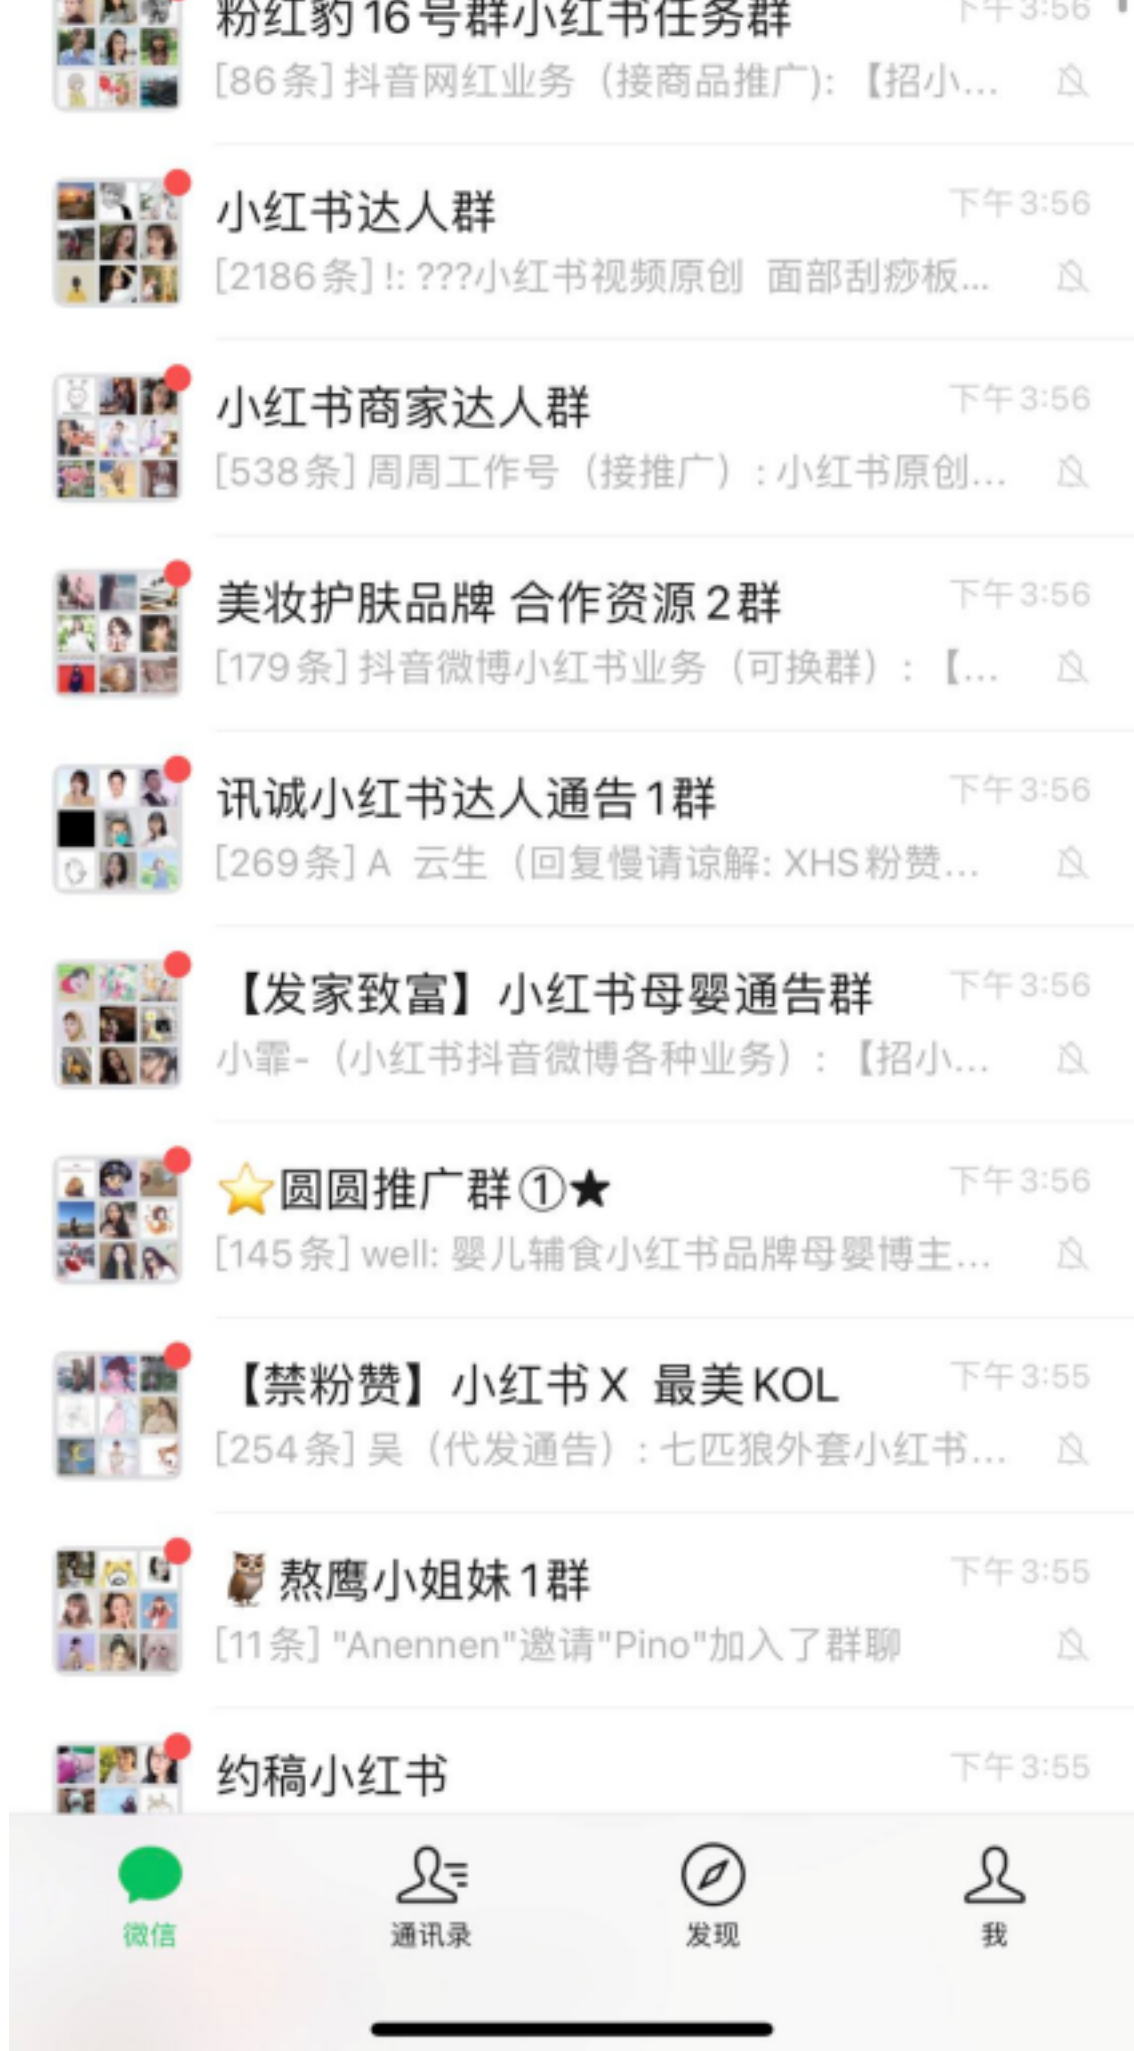 粉红豹16号群小红书任务群
下午3:56
[86条] 抖音网红业务（接商品推广): 【招小...
小红书达人群
下午3:56
[2186条] !: ???小红书视频原创 面部刮痧板...
小红书商家达人群
下午3:56
[538条] 周周工作号（接推广）: 小红书原创...
美妆护肤品牌 合作资源2群
下午3:56
[179条] 抖音微博小红书业务（可换群）: 【...
讯诚小红书达人通告1群
下午3:56
[269条] A 云生（回复慢请谅解: XHS粉赞...
【发家致富】小红书母婴通告群
下午3:56
小霏-（小红书抖音微博各种业务）: 【招小...
⭐圆圆推广群①★
下午3:56
[145条] well: 婴儿辅食小红书品牌母婴博主...
【禁粉赞】小红书X 最美KOL
下午3:55
[254条] 吴（代发通告）: 七匹狼外套小红书...
🦉熬鹰小姐妹1群
下午3:55
[11条] "Anennen"邀请"Pino"加入了群聊
约稿小红书
下午3:55
微信 通讯录 发现 我